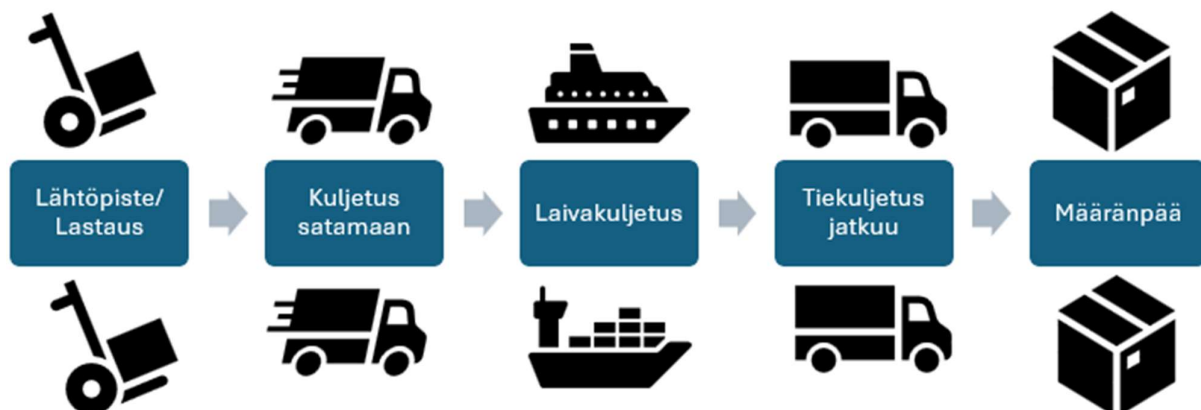 Lähtöpiste/
Lastaus
Kuljetus
satamaan
Laivakuljetus
Tiekuljetus
jatkuu
Määränpää